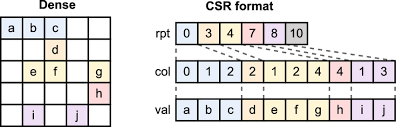 Dense
a b c
d
e f g
h
i j
CSR format
rpt 0 3 4 7 8 10
col 0 1 2 2 1 2 4 4 1 3
val a b c d e f g h i j